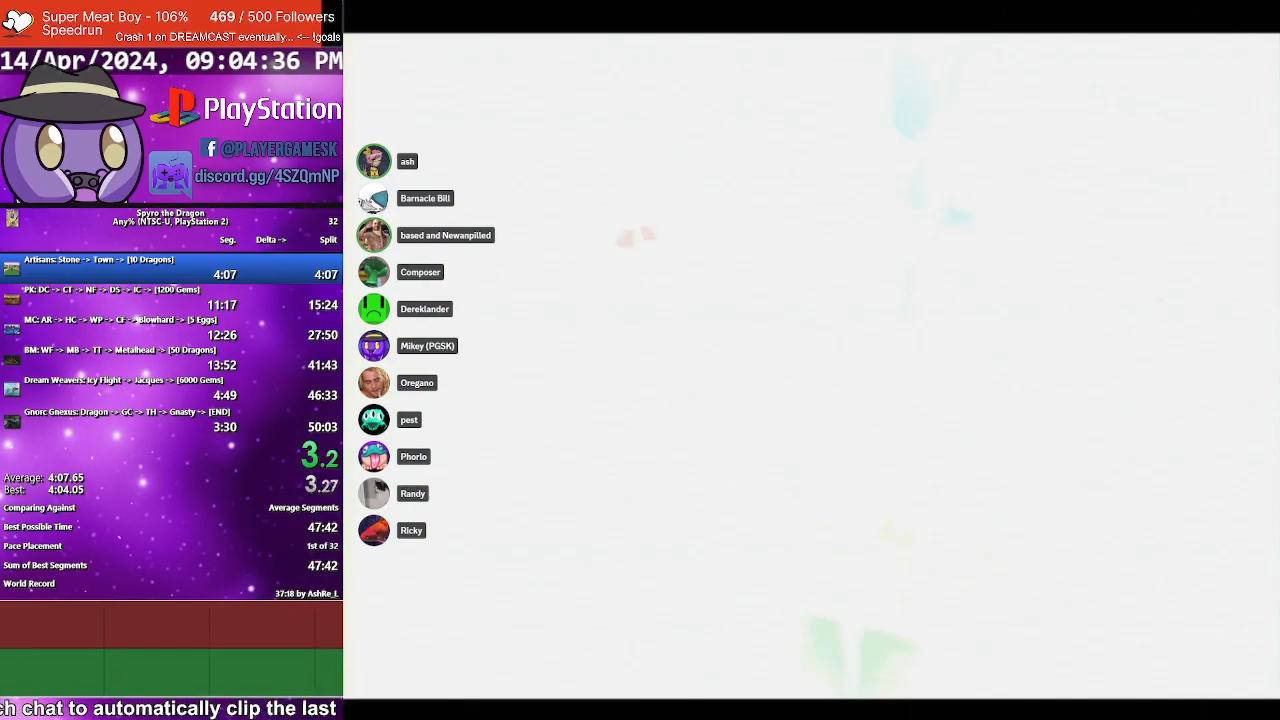 Super Meat Boy - 106% Speedrun
469 / 500 Followers
Crash 1 on DREAMCAST eventually... <-- !goals
14/Apr/2024, 09:04:36 PM
PlayStation
@PLAYERGAMESK
discord.gg/4SZQmNP
Spyro the Dragon
Any% (NTSC-U, PlayStation 2) 32
Seg. Delta -> Split
Artisans: Stone -> Town -> [10 Dragons]
4:07 4:07
PK: DC -> CT -> NF -> DS -> IC -> [1200 Gems]
11:17 15:24
MC: AR -> HC -> WP -> CF -> Blowhard -> [5 Eggs]
12:26 27:50
BM: WF -> MB -> TT -> Metalhead -> [50 Dragons]
13:52 41:43
Dream Weavers: Icy Flight -> Jacques -> [6000 Gems]
4:49 46:33
Gnorc Gnexus: Dragon -> GC -> TH -> Gnasty -> [END]
3:30 50:03
3.2
Average: 4:07.65
Best: 4:04.05
3.27
Comparing Against Average Segments
Best Possible Time 47:42
Pace Placement 1st of 32
Sum of Best Segments 47:42
World Record
37:18 by AshRe_L
ch chat to automatically clip the last
ash
Barnacle Bill
based and Newanpilled
Composer
Dereklander
Mikey (PGSK)
Oregano
pest
Phorlo
Randy
Ricky